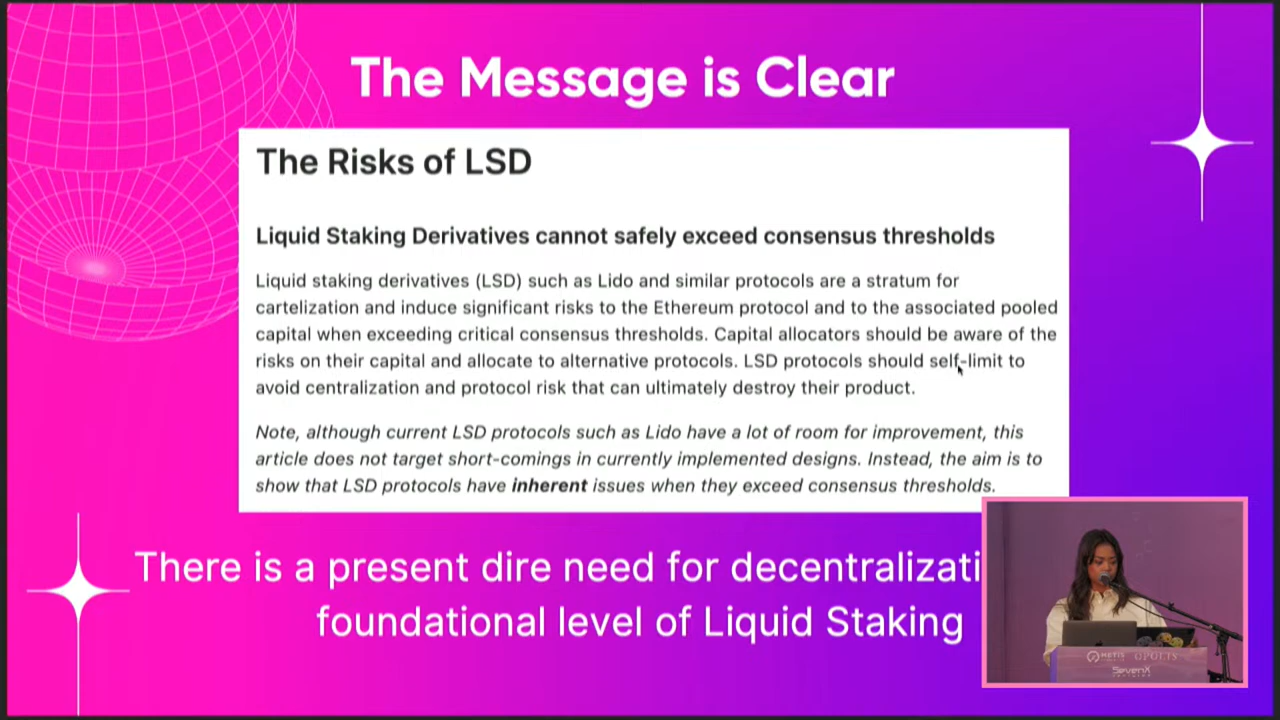 The Message is Clear
The Risks of LSD
Liquid Staking Derivatives cannot safely exceed consensus thresholds
Liquid staking derivatives (LSD) such as Lido and similar protocols are a stratum for
cartelization and induce significant risks to the Ethereum protocol and to the associated pooled
capital when exceeding critical consensus thresholds. Capital allocators should be aware of the
risks on their capital and allocate to alternative protocols. LSD protocols should self-limit to
avoid centralization and protocol risk that can ultimately destroy their product.
Note, although current LSD protocols such as Lido have a lot of room for improvement, this
article does not target short-comings in currently implemented designs. Instead, the aim is to
show that LSD protocols have inherent issues when they exceed consensus thresholds.
There is a present dire need for decentralizati
foundational level of Liquid Staking
METIS OPOLIS
SevenX